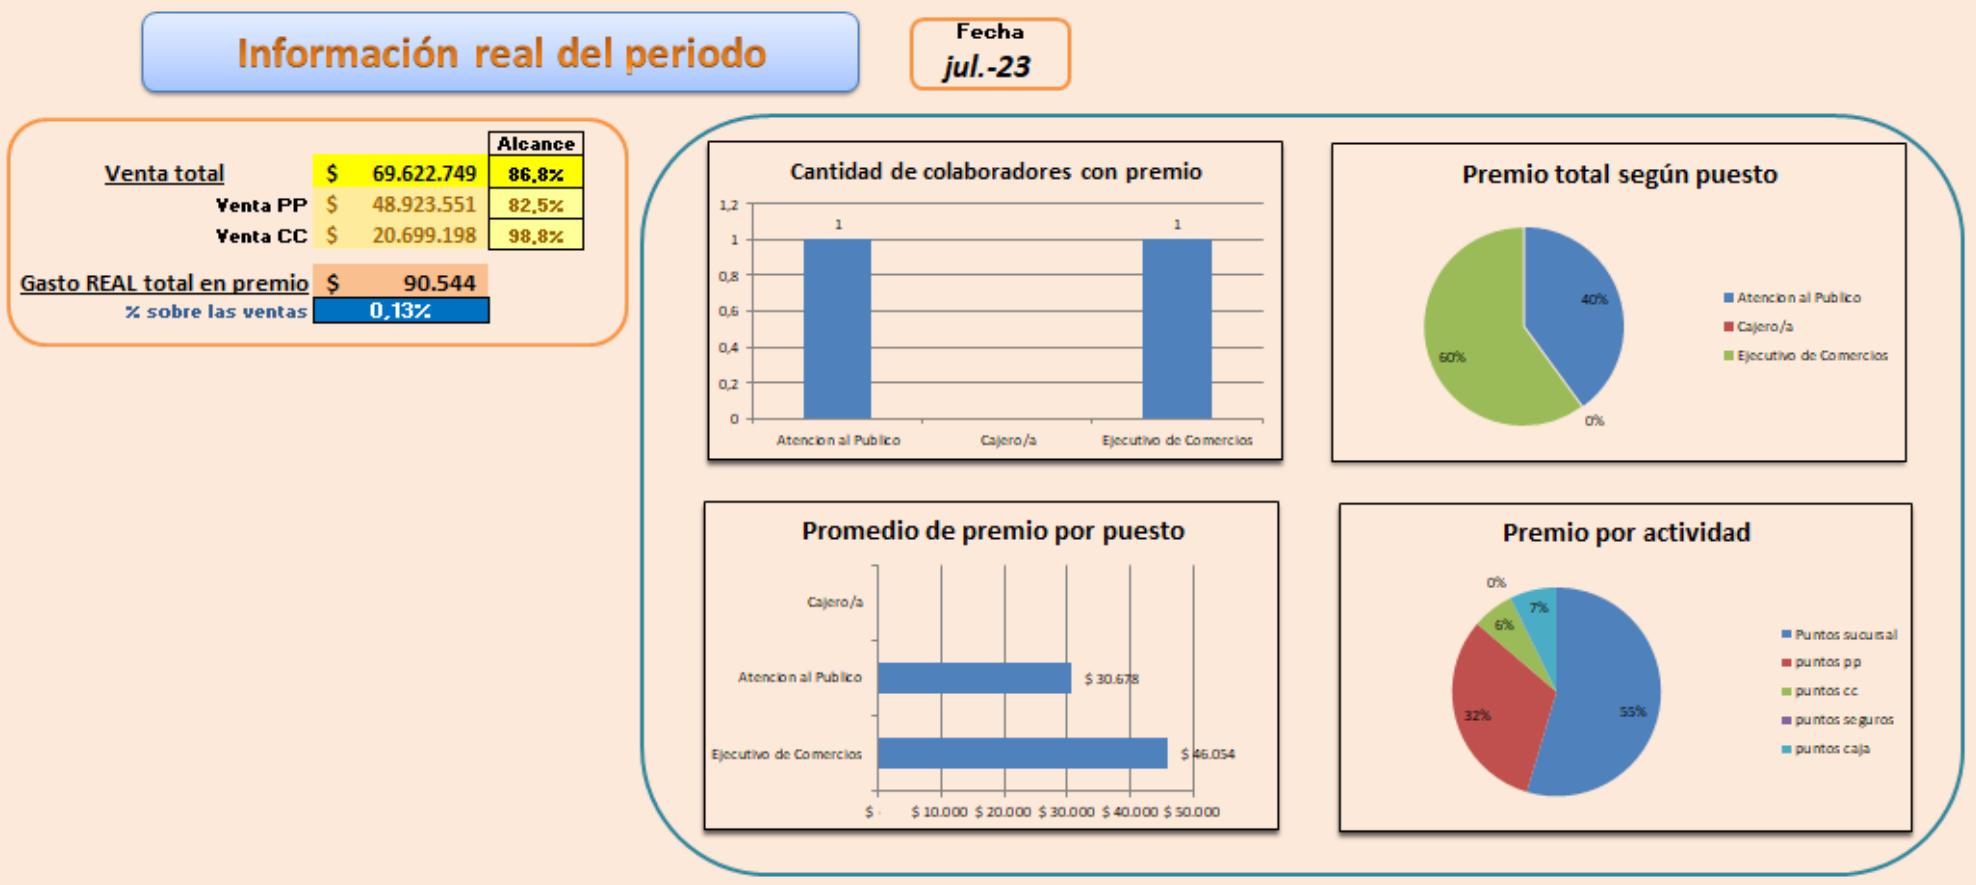 Información real del periodo
Fecha
jul.-23
Alcance
Venta total $ 69.622.749 86,8%
Venta PP $ 48.923.551 82,5%
Venta CC $ 20.699.198 98,8%
Gasto REAL total en premio $ 90.544
% sobre las ventas 0,13%
Cantidad de colaboradores con premio
1,2
1
0,8
0,6
0,4
0,2
0
1
1
Atencion al Publico
Cajero/a
Ejecutivo de Comercios
Premio total según puesto
40%
60%
0%
Atencion al Publico
Cajero/a
Ejecutivo de Comercios
Promedio de premio por puesto
Cajero/a
Atencion al Publico
$ 30.678
Ejecutivo de Comercios
$ 46.054
$ - $ 10.000 $ 20.000 $ 30.000 $ 40.000 $ 50.000
Premio por actividad
0%
7%
6%
32%
55%
Puntos sucursal
puntos pp
puntos cc
puntos seguros
puntos caja